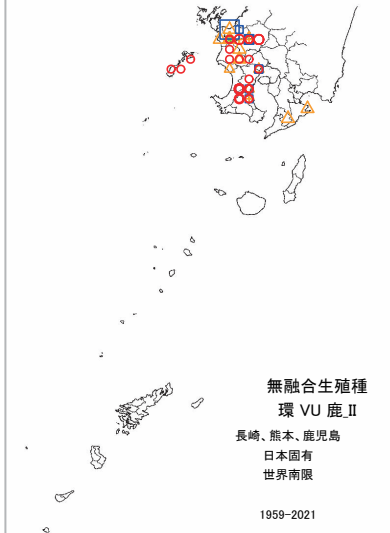 無融合生殖種
環 VU 鹿_II
長崎、熊本、鹿児島
日本固有
世界南限
1959-2021